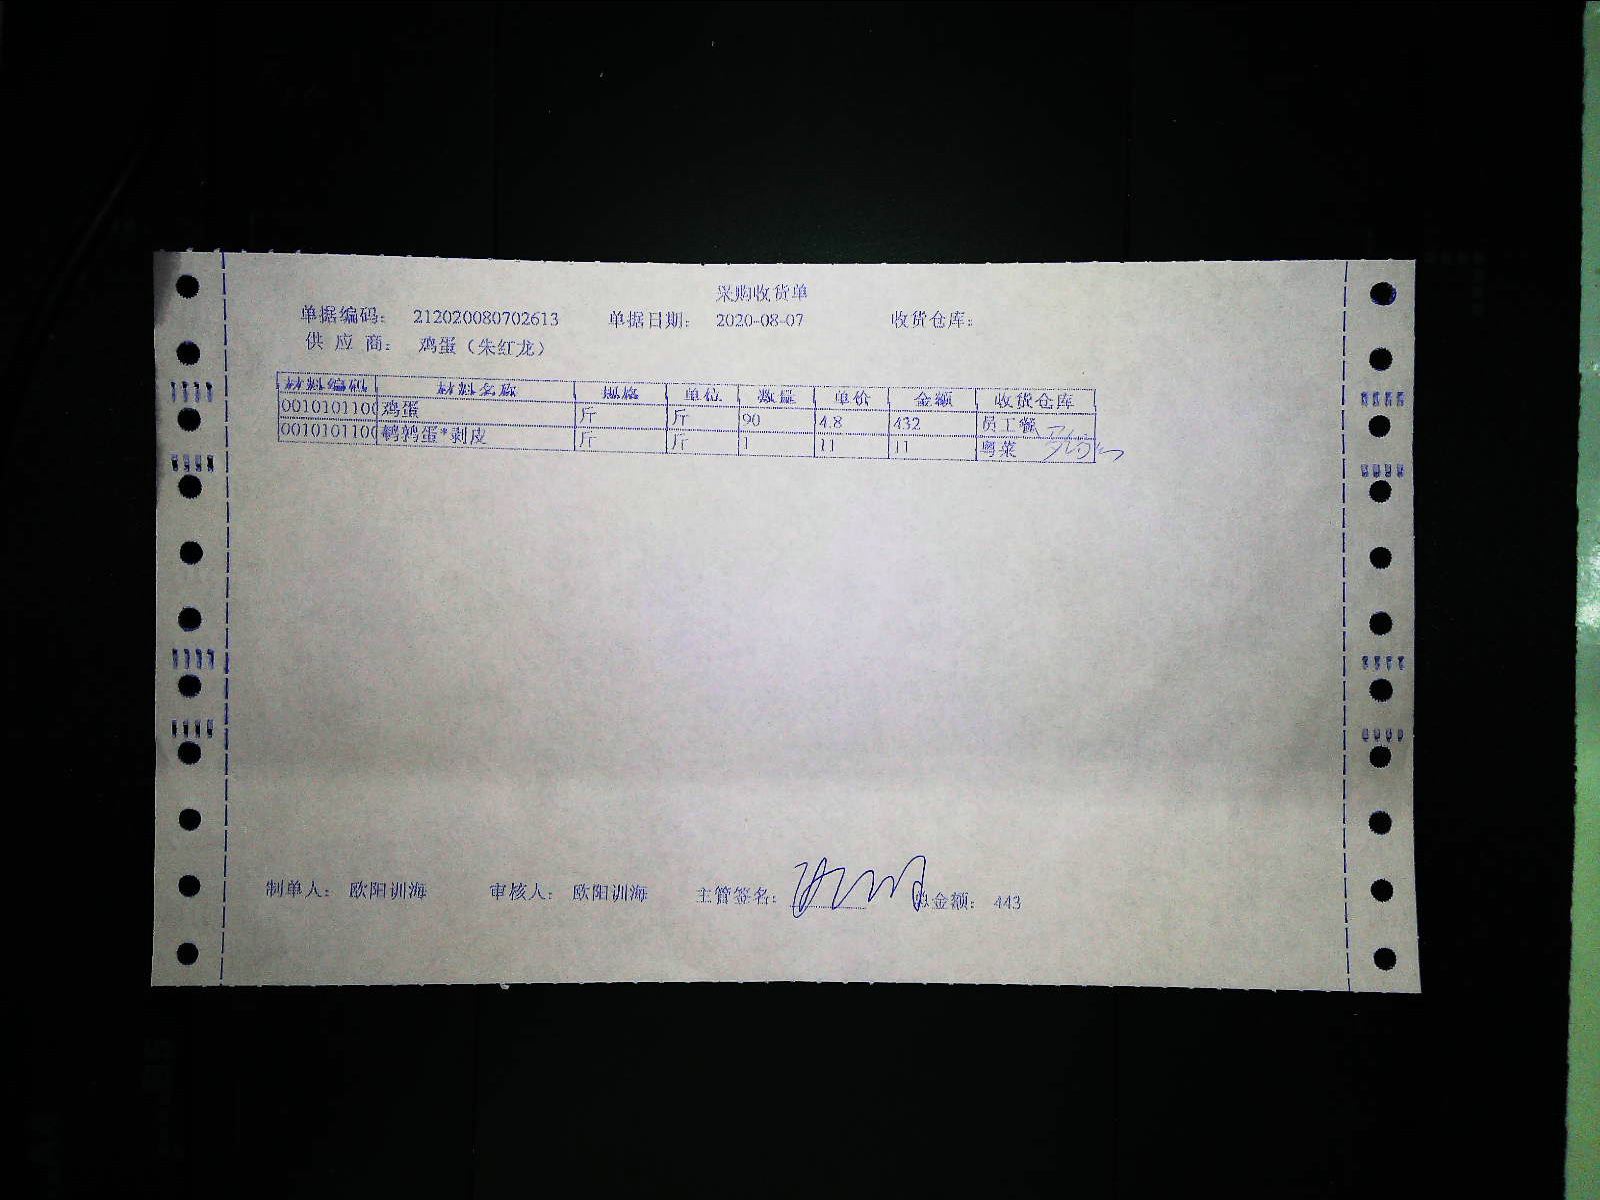 采购收货单
单据编码： 212020080702613 单据日期： 2020-08-07 收货仓库：
供 应 商： 鸡蛋（朱红龙）
材料编码 材料名称 规格 单位 数量 单价 金额 收货仓库
0010101100 鸡蛋 斤 斤 90 4.8 432 员工餐
0010101100 鹌鹑蛋*剥皮 斤 斤 1 11 11 粤菜
制单人： 欧阳训海 审核人： 欧阳训海 主管签名： 总金额： 443